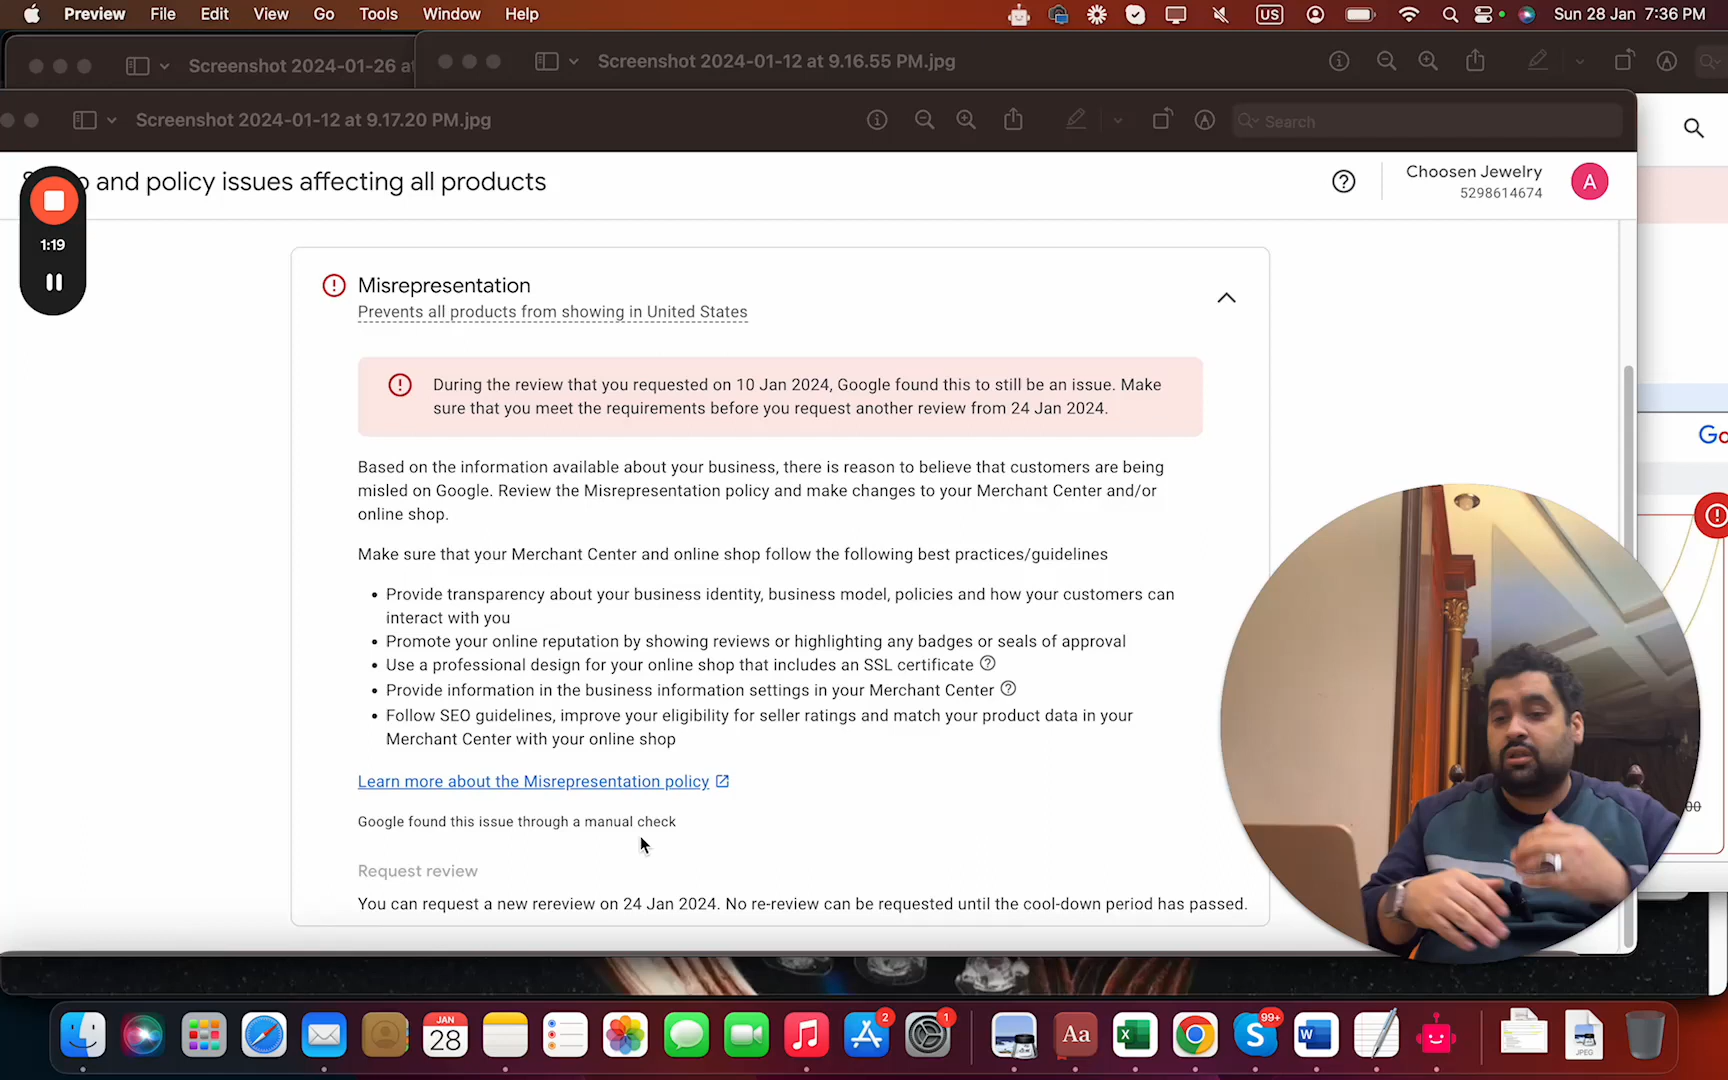 Preview File Edit View Go Tools Window Help US Sun 28 Jan 7:36 PM
Screenshot 2024-01-26 a
Screenshot 2024-01-12 at 9.16.55 PM.jpg
Screenshot 2024-01-12 at 9.17.20 PM.jpg
Search
and policy issues affecting all products
Choosen Jewelry
5298614674
A
1:19
Misrepresentation
Prevents all products from showing in United States
During the review that you requested on 10 Jan 2024, Google found this to still be an issue. Make
sure that you meet the requirements before you request another review from 24 Jan 2024.
Based on the information available about your business, there is reason to believe that customers are being
misled on Google. Review the Misrepresentation policy and make changes to your Merchant Center and/or
online shop.
Make sure that your Merchant Center and online shop follow the following best practices/guidelines
• Provide transparency about your business identity, business model, policies and how your customers can
interact with you
• Promote your online reputation by showing reviews or highlighting any badges or seals of approval
• Use a professional design for your online shop that includes an SSL certificate
• Provide information in the business information settings in your Merchant Center
• Follow SEO guidelines, improve your eligibility for seller ratings and match your product data in your
Merchant Center with your online shop
Learn more about the Misrepresentation policy
Google found this issue through a manual check
Request review
You can request a new rereview on 24 Jan 2024. No re-review can be requested until the cool-down period has passed.
Go
00
JAN
28
2
1
Aa
99+
JPEG